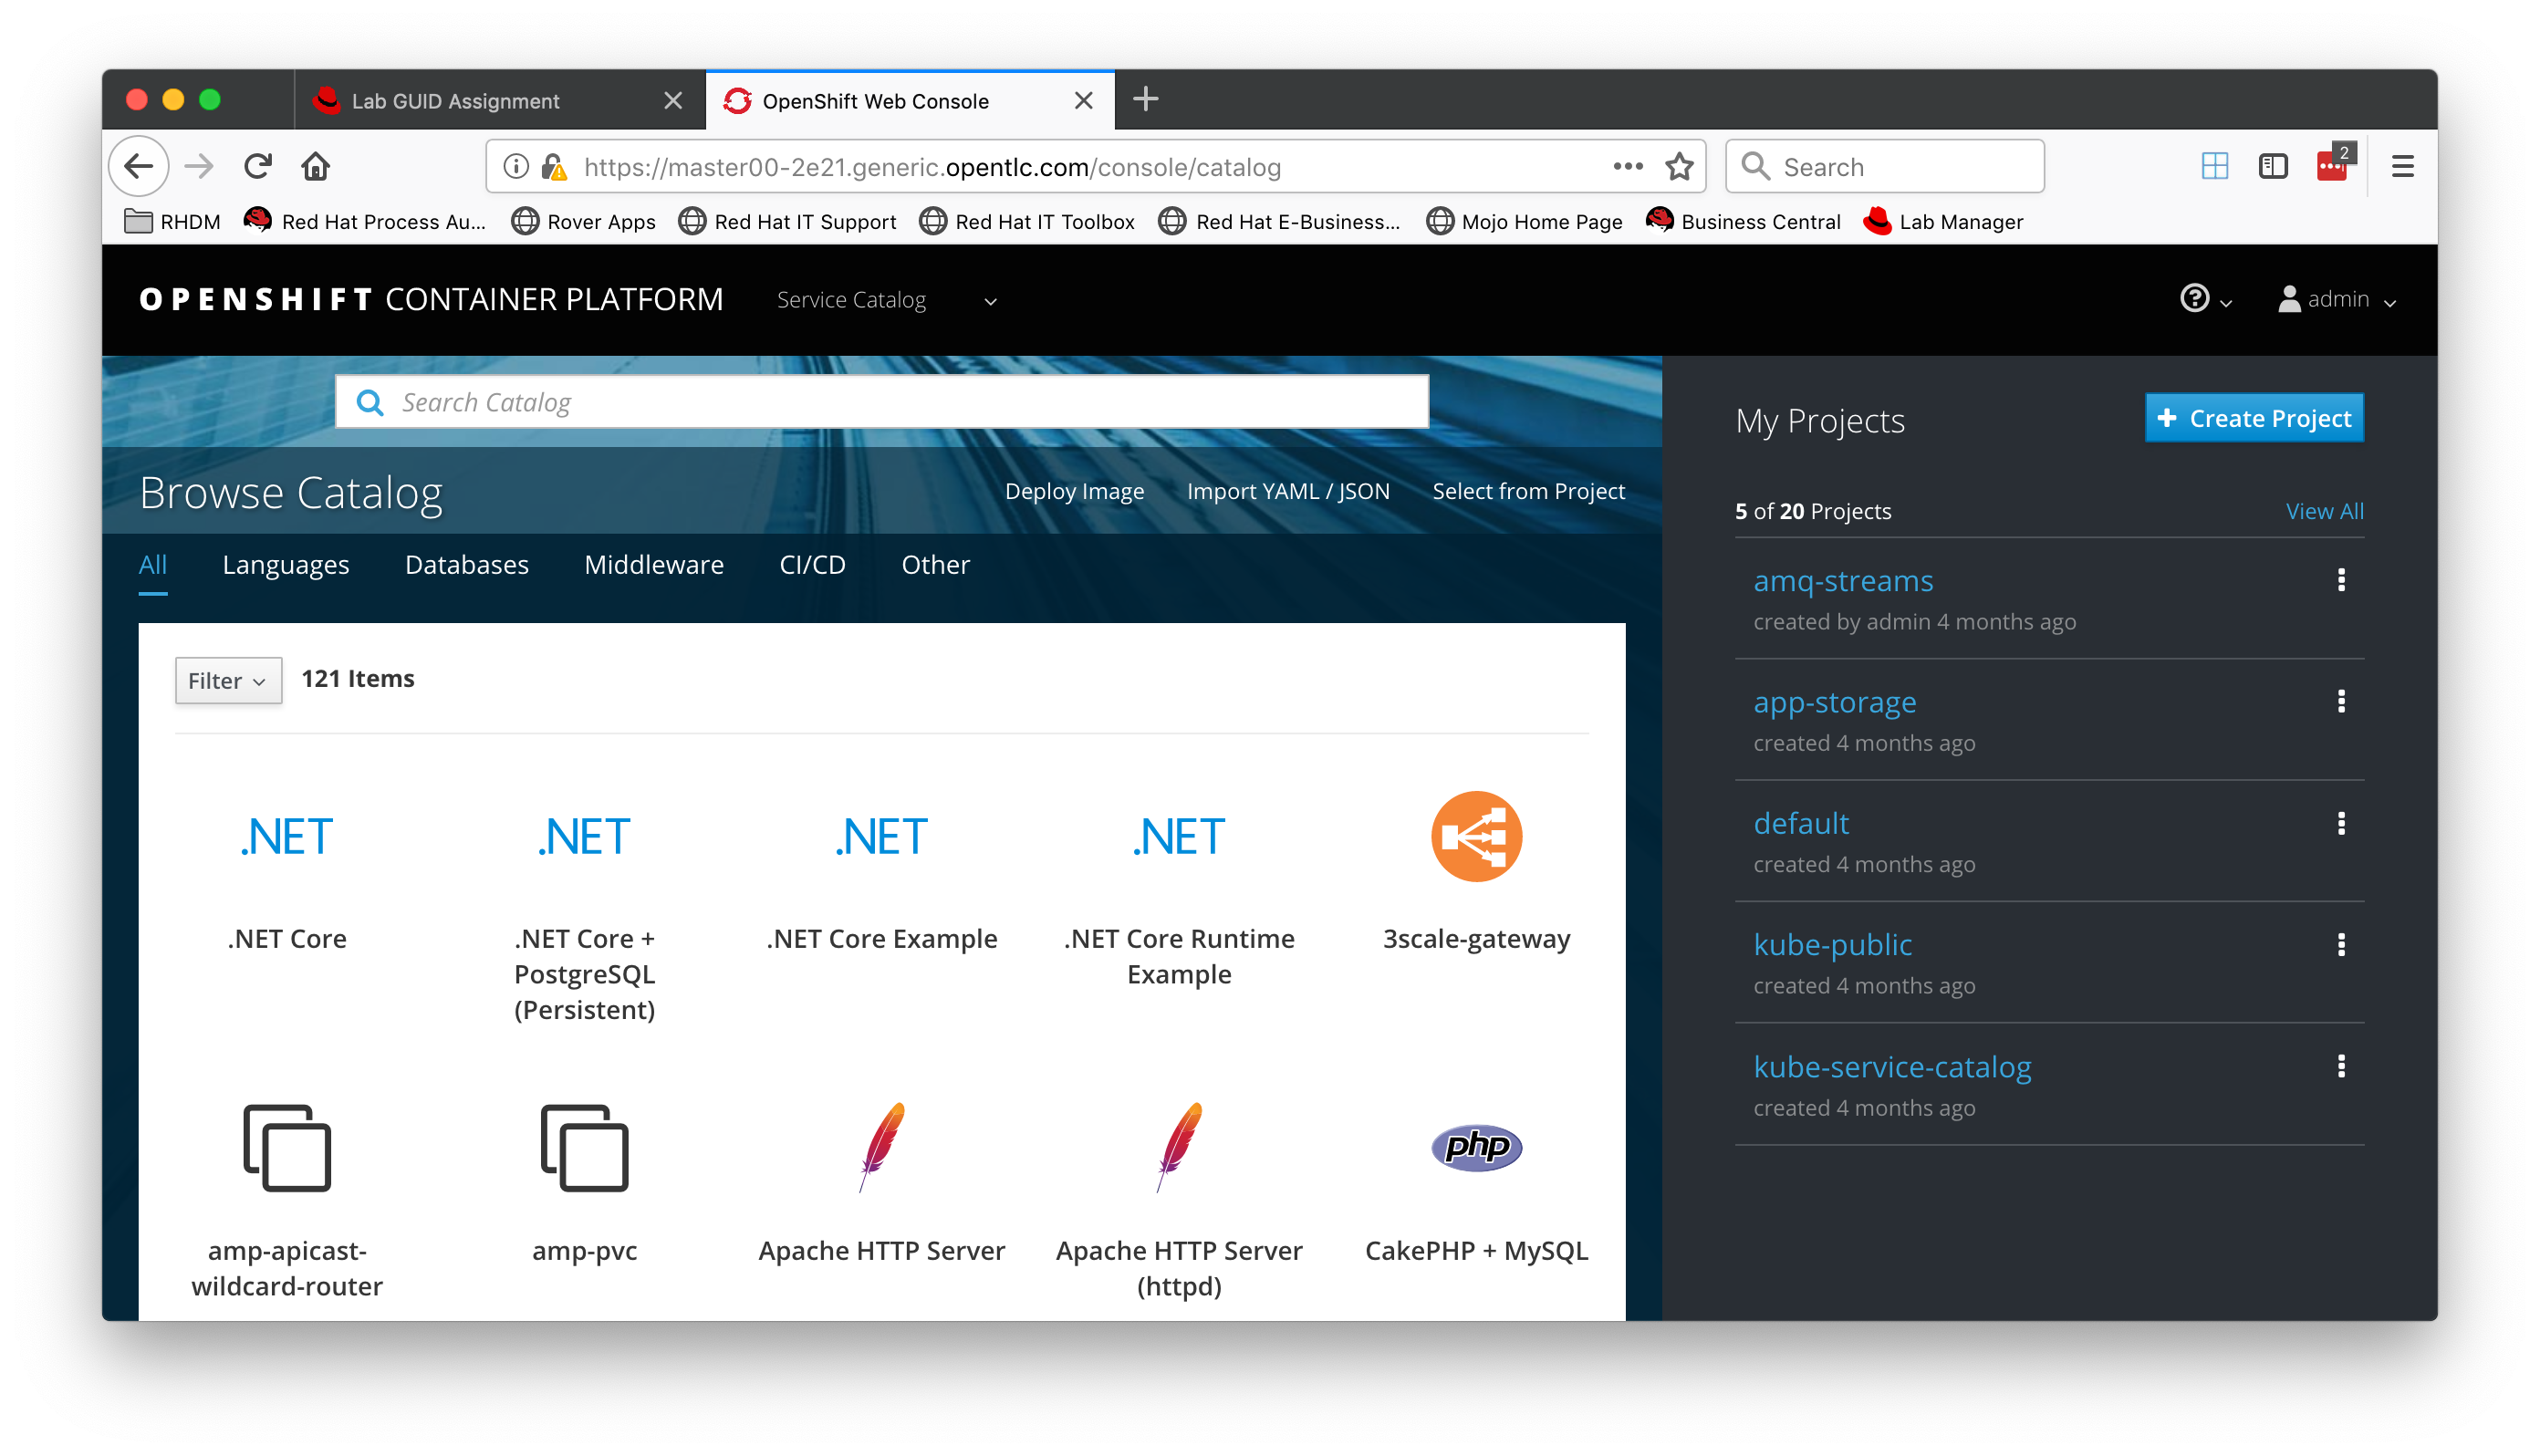 Lab GUID Assignment
OpenShift Web Console
https://master00-2e21.generic.opentlc.com/console/catalog
Search
2
RHDM
Red Hat Process Au...
Rover Apps
Red Hat IT Support
Red Hat IT Toolbox
Red Hat E-Business...
Mojo Home Page
Business Central
Lab Manager
OPENSHIFT CONTAINER PLATFORM
Service Catalog
admin
Search Catalog
Browse Catalog
Deploy Image
Import YAML / JSON
Select from Project
All
Languages
Databases
Middleware
CI/CD
Other
Filter
121 Items
.NET
.NET
.NET
.NET
.NET Core
.NET Core +
PostgreSQL
(Persistent)
.NET Core Example
.NET Core Runtime
Example
3scale-gateway
php
amp-apicast-
wildcard-router
amp-pvc
Apache HTTP Server
Apache HTTP Server
(httpd)
CakePHP + MySQL
My Projects
Create Project
5 of 20 Projects
View All
amq-streams
created by admin 4 months ago
app-storage
created 4 months ago
default
created 4 months ago
kube-public
created 4 months ago
kube-service-catalog
created 4 months ago